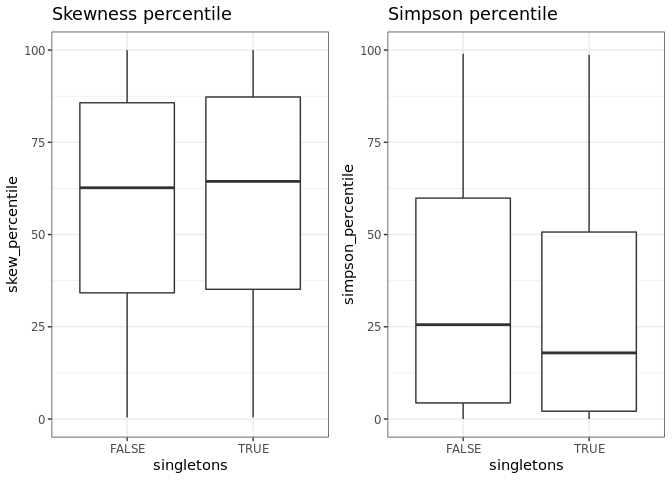 Skewness percentile
skew_percentile
100
75
50
25
0
FALSE
TRUE
singletons
Simpson percentile
simpson_percentile
100
75
50
25
0
FALSE
TRUE
singletons